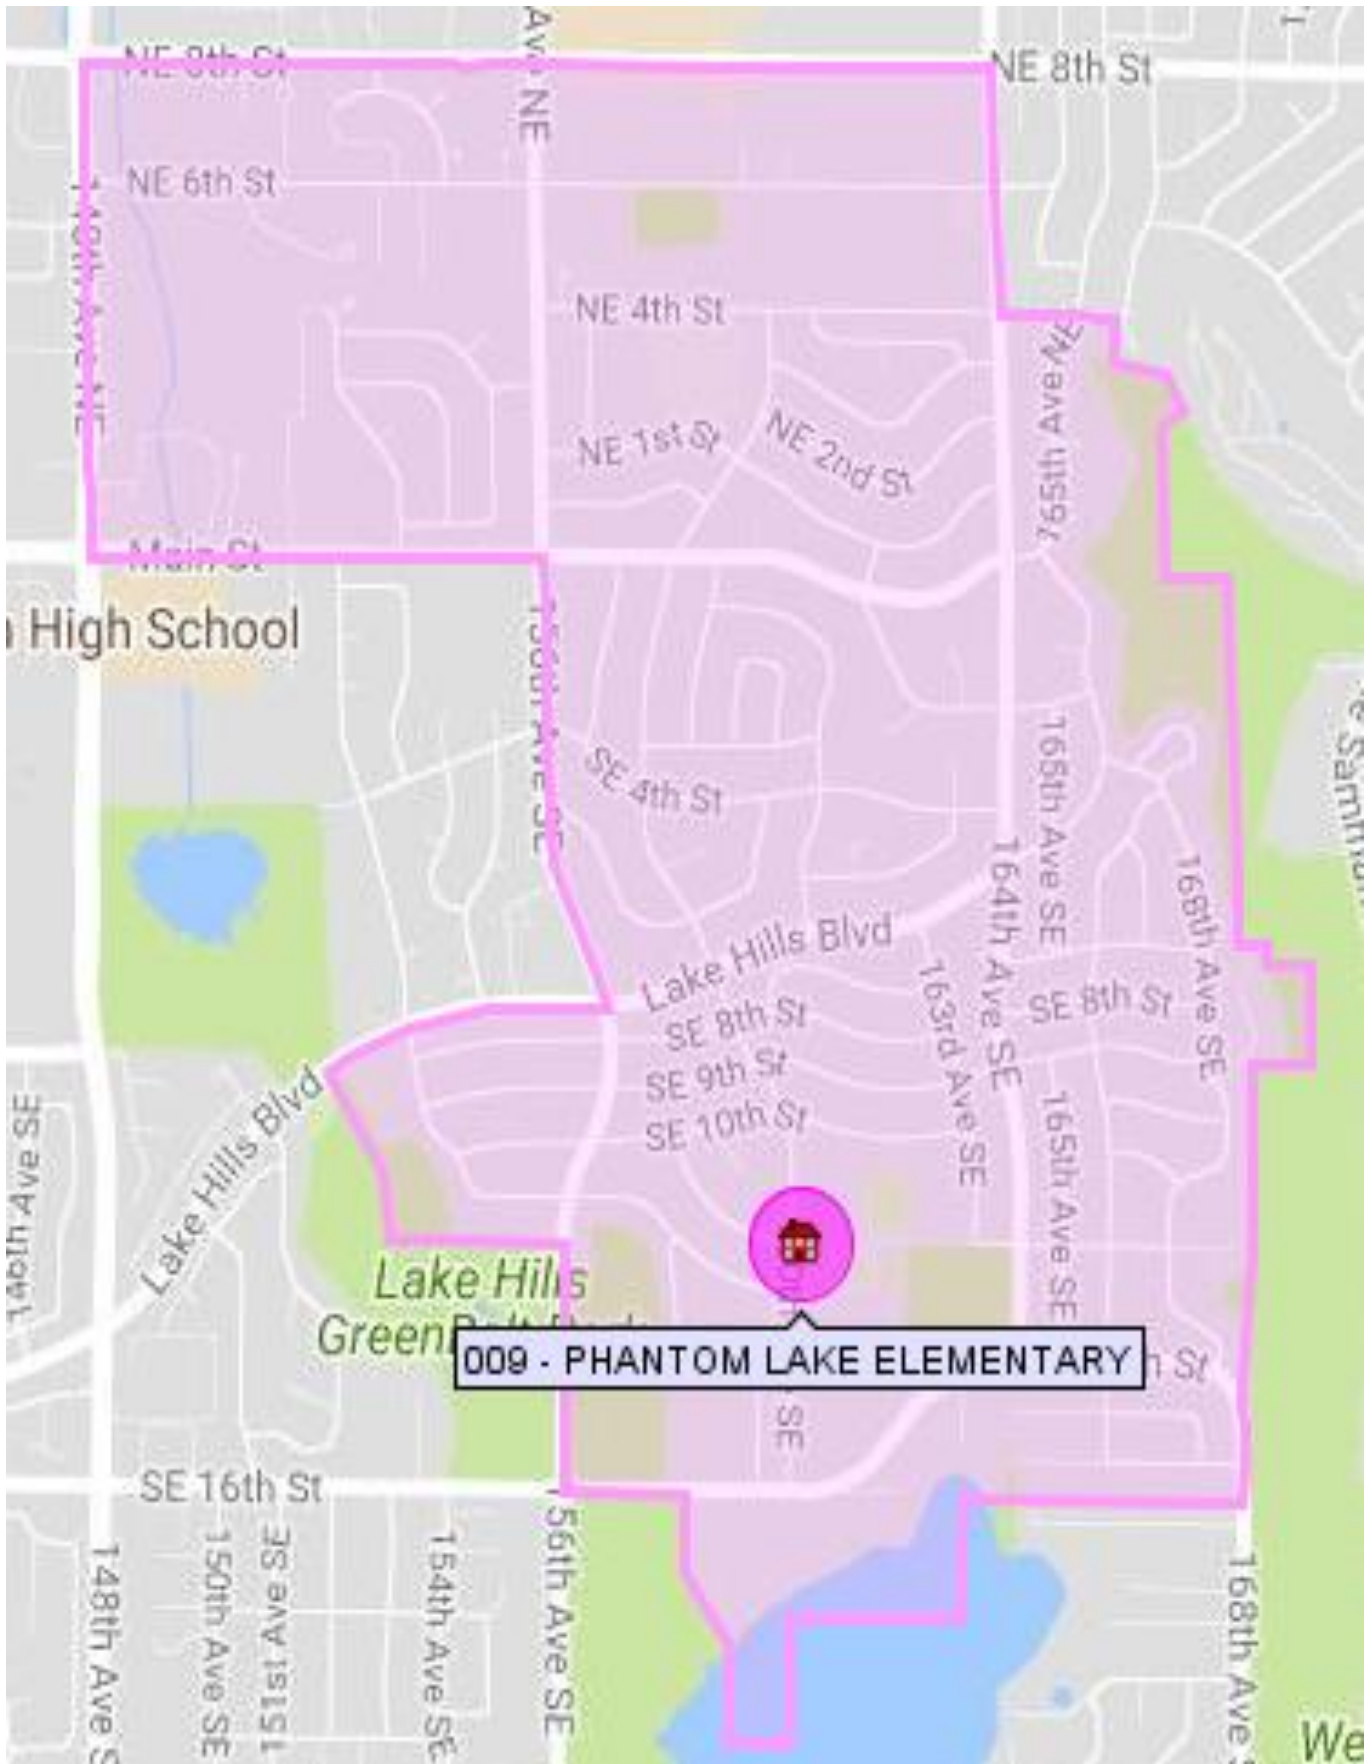 NE 8th St
NE 8th St
Ave NE
NE 6th St
148th Ave NE
NE 4th St
165th Ave NE
NE 1st St
NE 2nd St
Main St
High School
156th Ave SE
SE 4th St
166th Ave SE
168th Ave SE
164th Ave SE
Lake Hills Blvd
163rd Ave SE
SE 8th St
SE 8th St
SE 9th St
SE 10th St
Lake Hills Blvd
146th Ave SE
165th Ave SE
Lake Hills
GreenBelt Park
009 - PHANTOM LAKE ELEMENTARY
St
SE
SE 16th St
148th Ave S
150th Ave SE
151st Ave SE
154th Ave SE
156th Ave SE
168th Ave
We